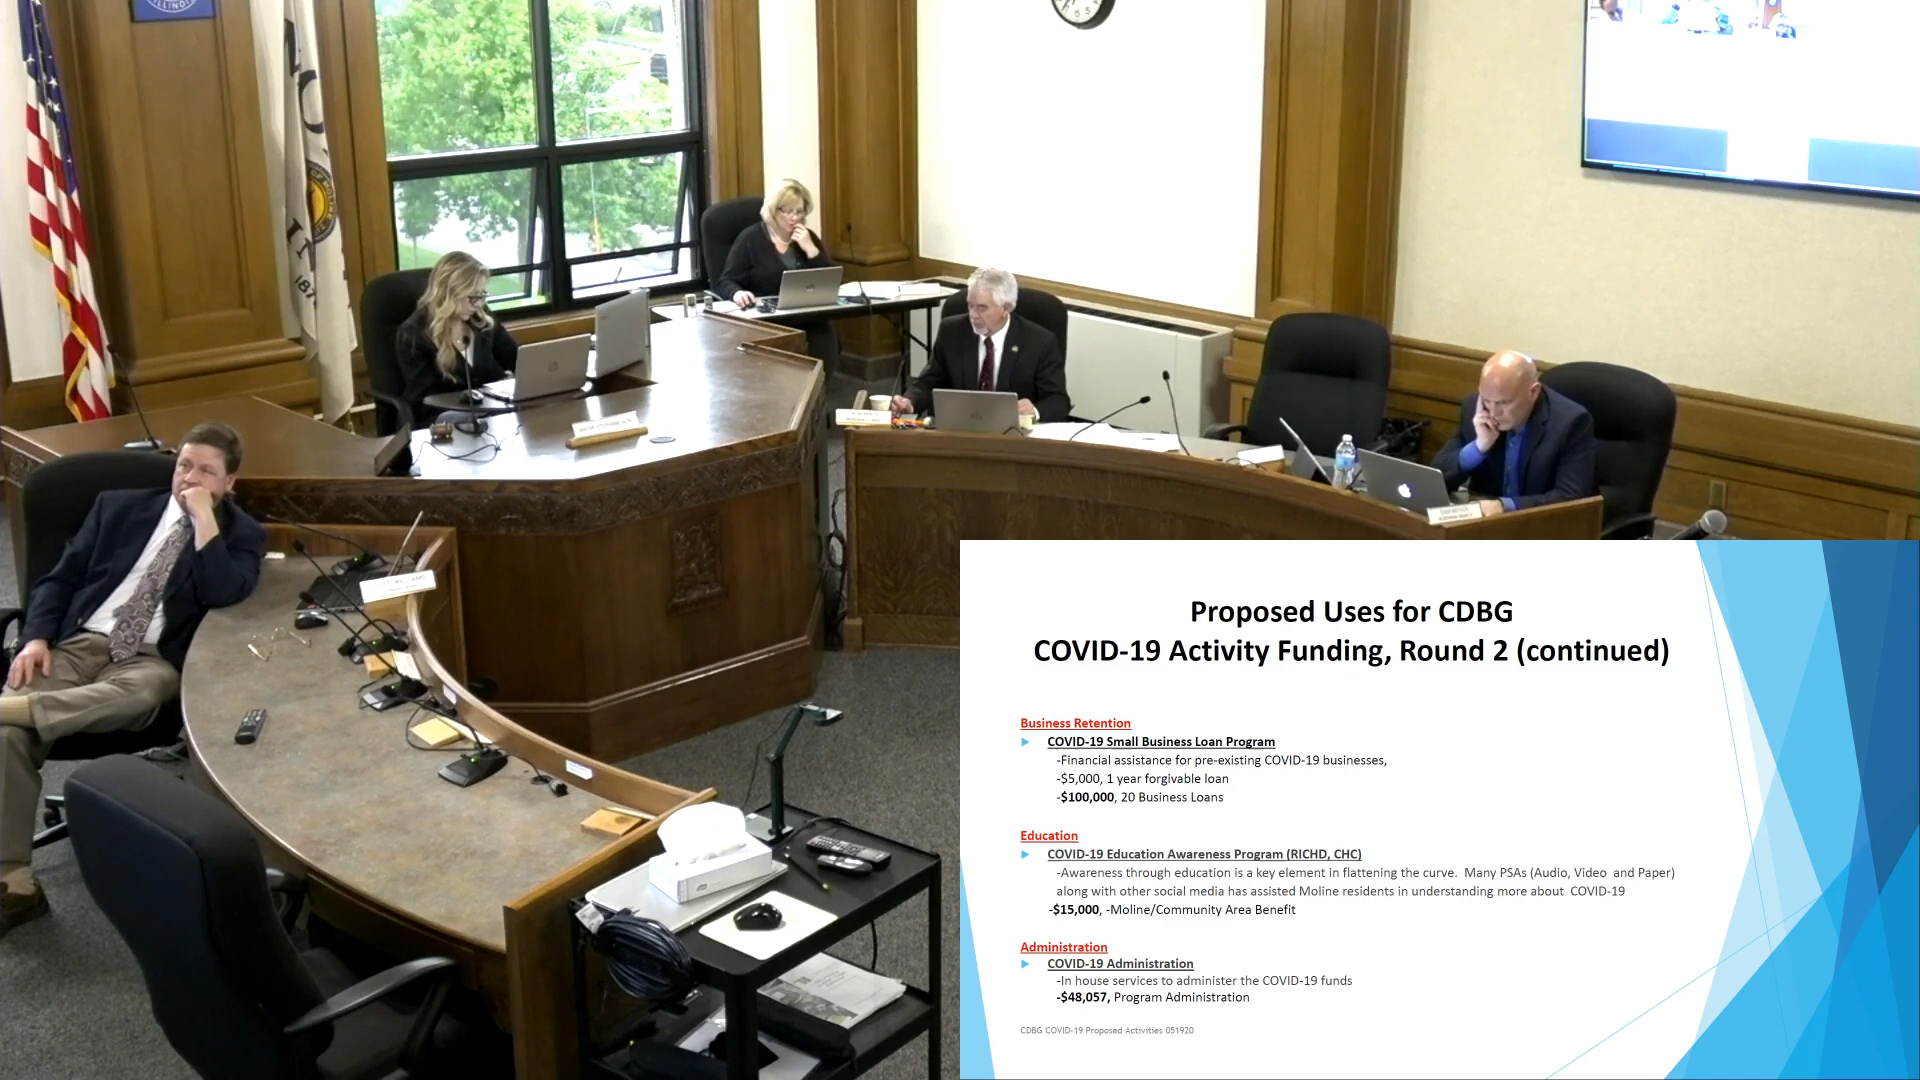 ILLINOIS
187
Proposed Uses for CDBG
COVID-19 Activity Funding, Round 2 (continued)
Business Retention
COVID-19 Small Business Loan Program
-Financial assistance for pre-existing COVID-19 businesses,
-$5,000, 1 year forgivable loan
-$100,000, 20 Business Loans
Education
COVID-19 Education Awareness Program (RICHD, CHC)
-Awareness through education is a key element in flattening the curve. Many PSAs (Audio, Video and Paper)
along with other social media has assisted Moline residents in understanding more about COVID-19
-$15,000, -Moline/Community Area Benefit
Administration
COVID-19 Administration
-In house services to administer the COVID-19 funds
-$48,057, Program Administration
CDBG COVID-19 Proposed Activities 051920